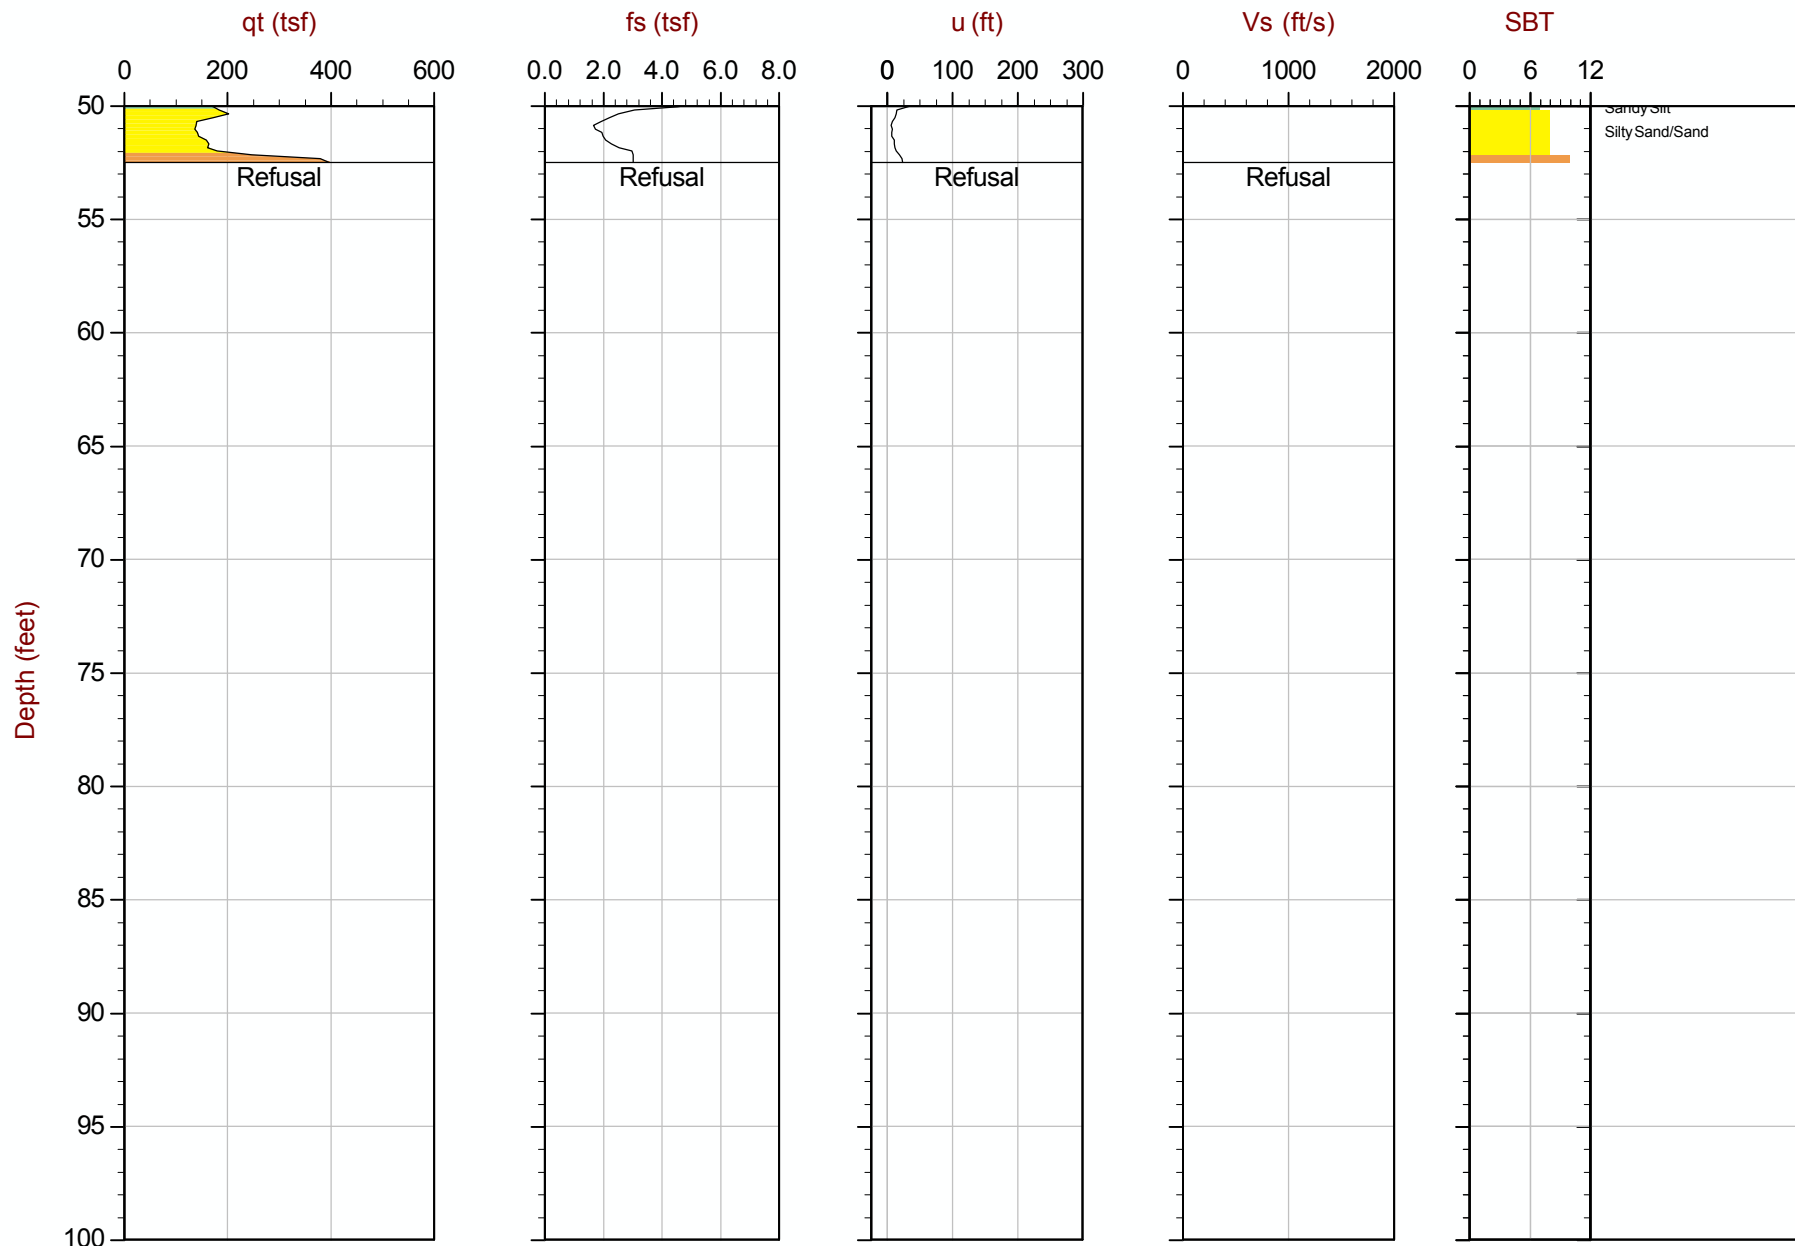 qt (tsf) fs (tsf) u (ft) Vs (ft/s) SBT
0 200 400 600 0.0 2.0 4.0 6.0 8.0 0 100 200 300 0 1000 2000 0 6 12
50 Sandy Silt
Silty Sand/Sand
Refusal Refusal Refusal Refusal
55
60
65
70
Depth (feet)
75
80
85
90
95
100